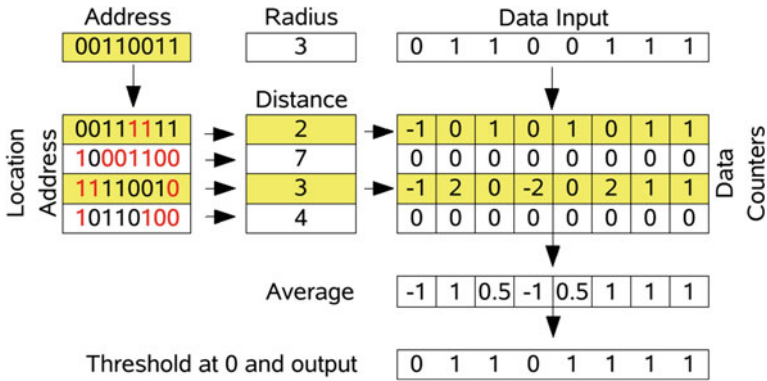 Address Radius Data Input
00110011 3 0 1 1 0 0 1 1 1
Distance
Location Address
00111111 2 -1 0 1 0 1 0 1 1
10001100 7 0 0 0 0 0 0 0 0
11110010 3 -1 2 0 -2 0 2 1 1
10110100 4 0 0 0 0 0 0 0 0
Data Counters
Average -1 1 0.5 -1 0.5 1 1 1
Threshold at 0 and output 0 1 1 0 1 1 1 1